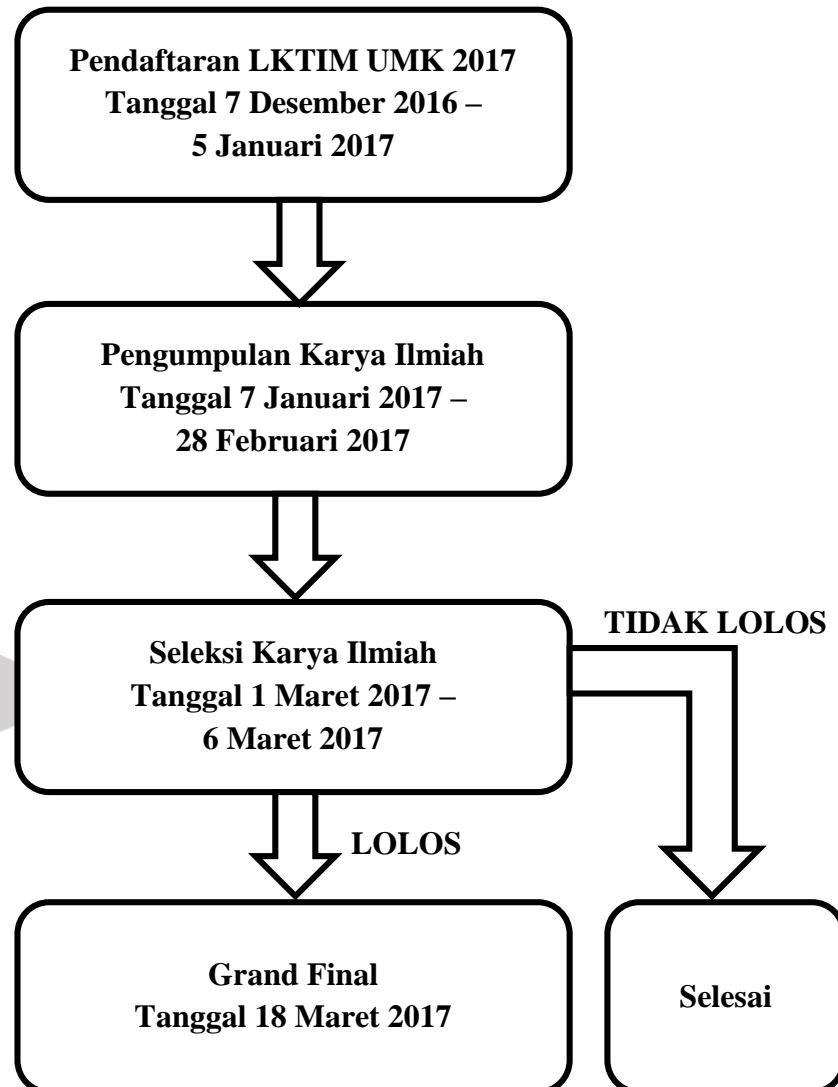 Pendaftaran LKTIM UMK 2017
Tanggal 7 Desember 2016 –
5 Januari 2017
Pengumpulan Karya Ilmiah
Tanggal 7 Januari 2017 –
28 Februari 2017
Seleksi Karya Ilmiah
Tanggal 1 Maret 2017 –
6 Maret 2017
TIDAK LOLOS
LOLOS
Grand Final
Tanggal 18 Maret 2017
Selesai